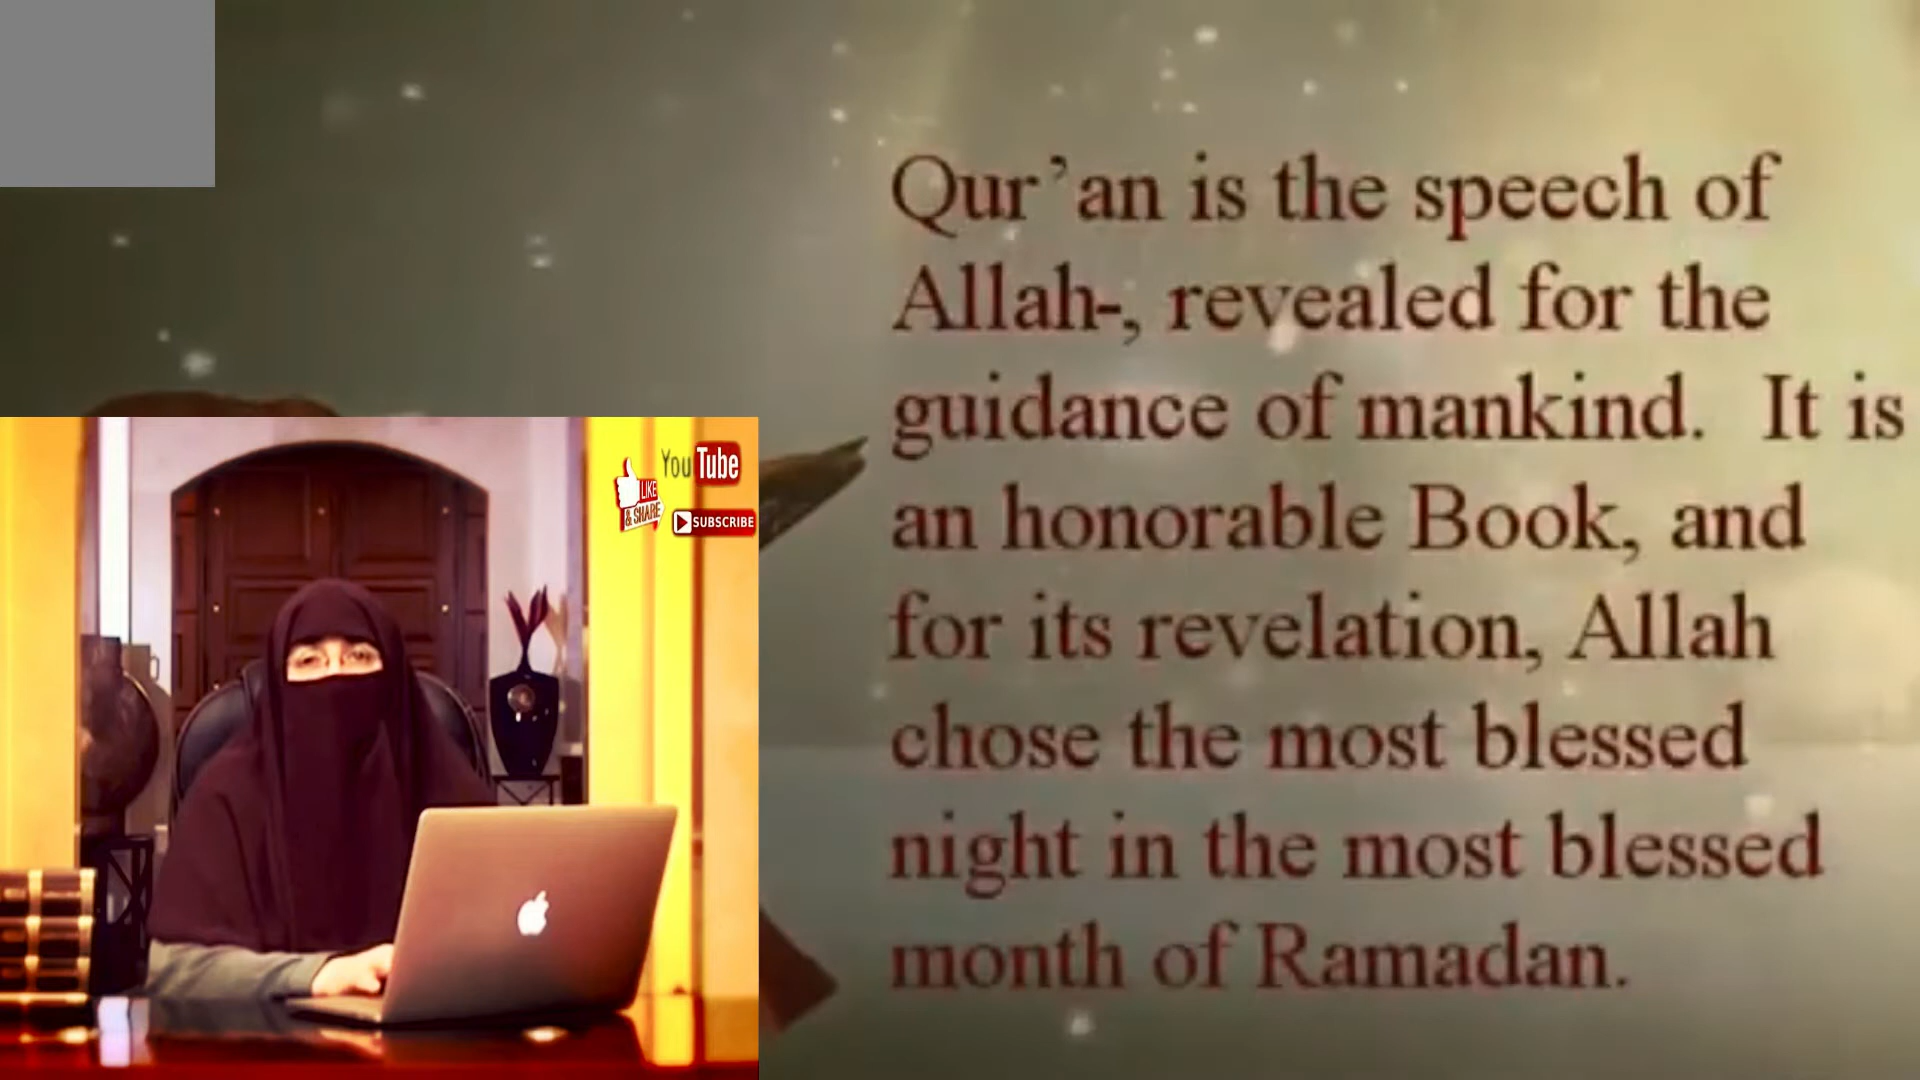 Qur’an is the speech of
Allah-, revealed for the
guidance of mankind. It is
an honorable Book, and
for its revelation, Allah
chose the most blessed
night in the most blessed
month of Ramadan.
YouTube
LIKE
& SHARE
SUBSCRIBE